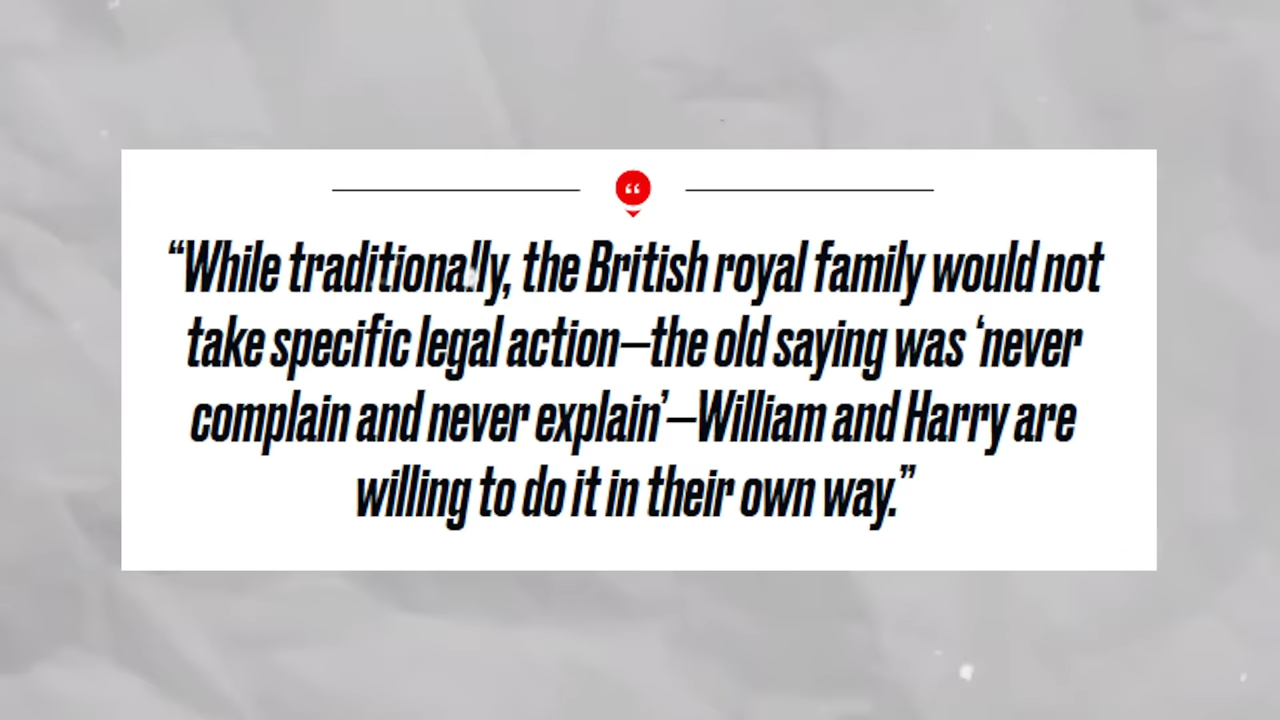 “While traditionally, the British royal family would not
take specific legal action—the old saying was ‘never
complain and never explain’—William and Harry are
willing to do it in their own way.”